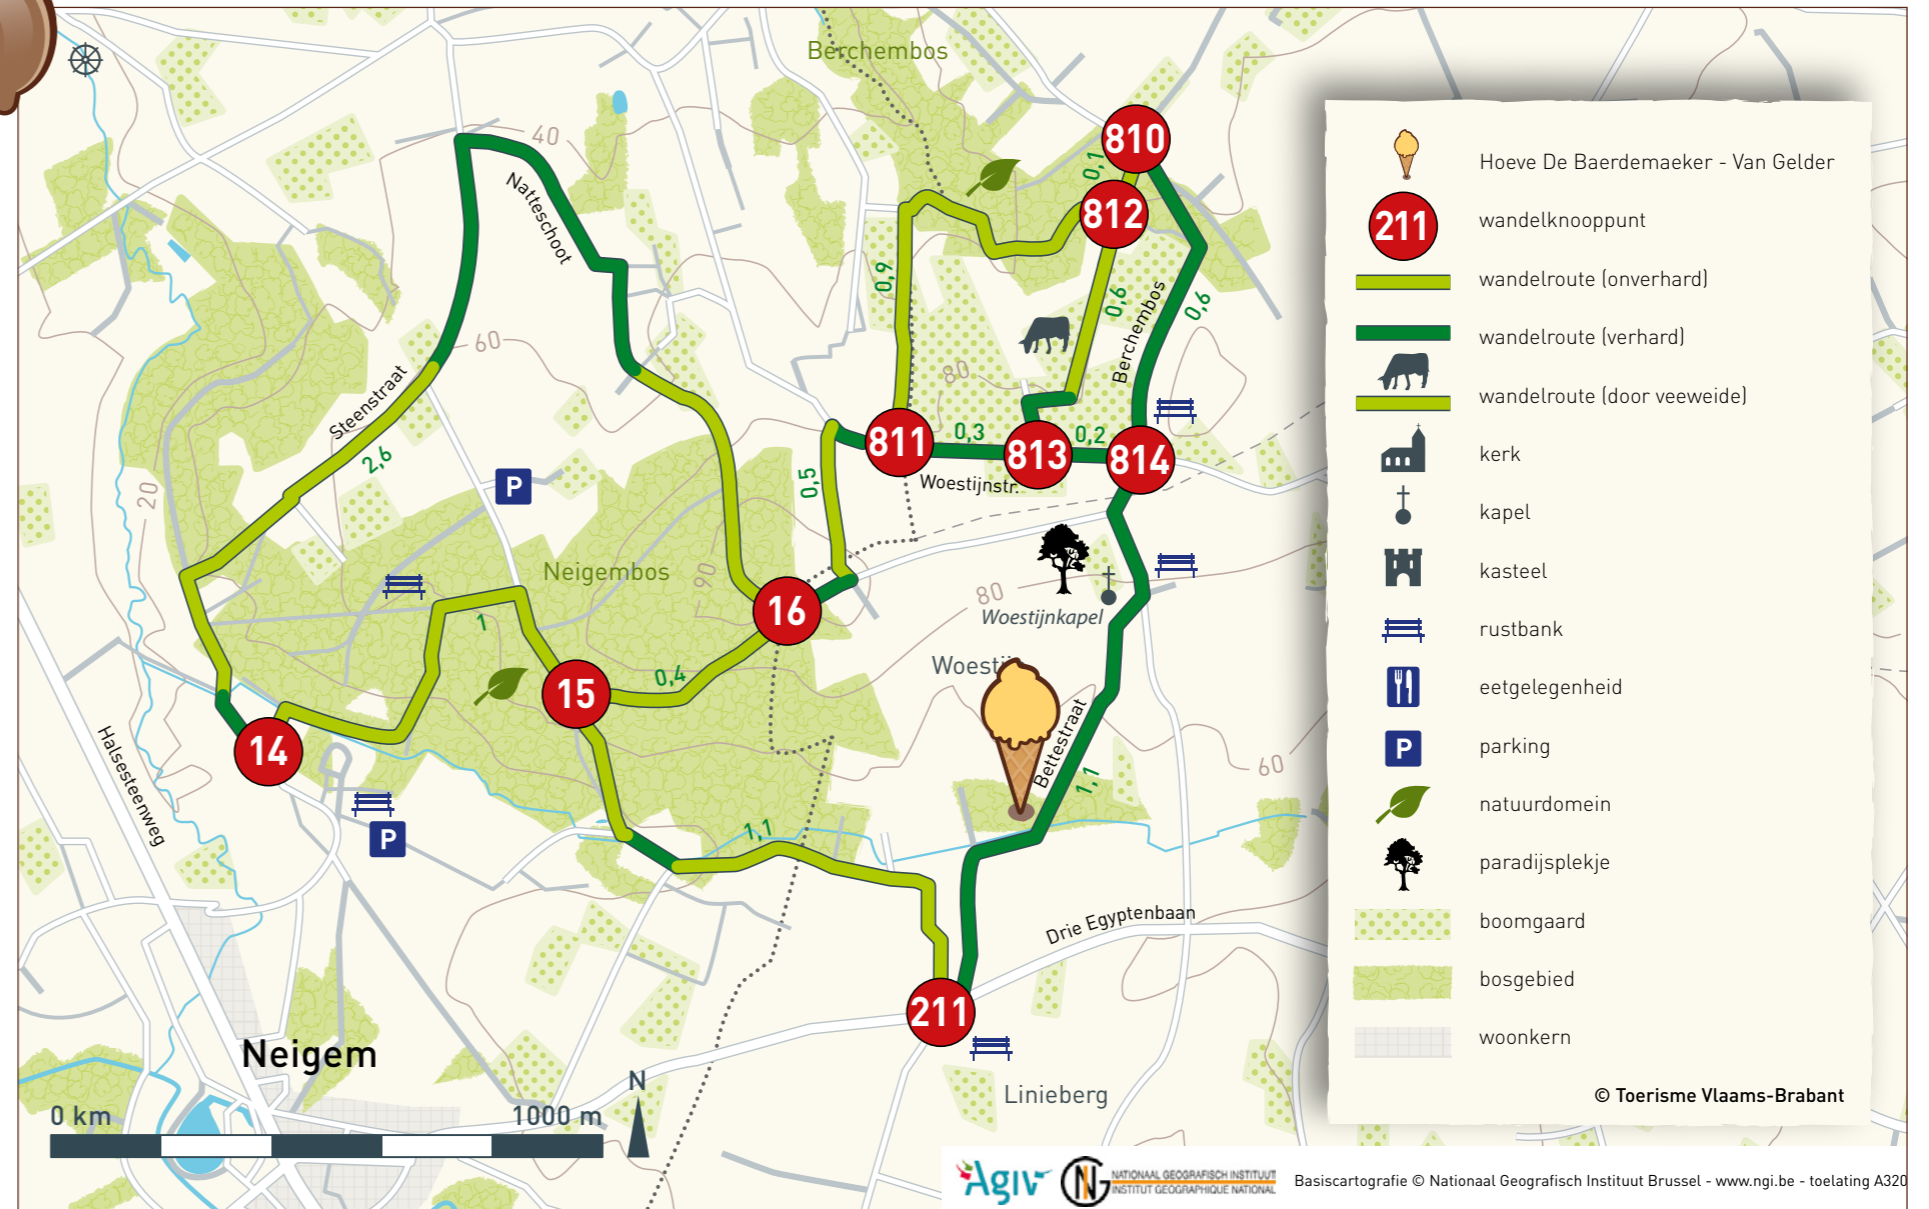 Berchembos
40
Natteschoot
810
0,1
812
0,9
0,6
Berchembos
0,6
60
80
Steenstraat
2,6
811
0,3
813
0,2
814
Woestijnstr.
0,5
20
P
Neigembos
90
16
80
Woestijnkapel
1
15
0,4
Woestij
14
Halsesteenweg
P
Bettestraat
1,1
60
1,1
Drie Egyptenbaan
211
Neigem
Linieberg
N
0 km
1000 m
Hoeve De Baerdemaeker - Van Gelder
211
wandelknooppunt
wandelroute (onverhard)
wandelroute (verhard)
wandelroute (door veeweide)
kerk
kapel
kasteel
rustbank
eetgelegenheid
P
parking
natuurdomein
paradijsplekje
boomgaard
bosgebied
woonkern
© Toerisme Vlaams-Brabant
Agiv
NGI
NATIONAAL GEOGRAFISCH INSTITUUT
INSTITUT GEOGRAPHIQUE NATIONAL
Basiscartografie © Nationaal Geografisch Instituut Brussel - www.ngi.be - toelating A320